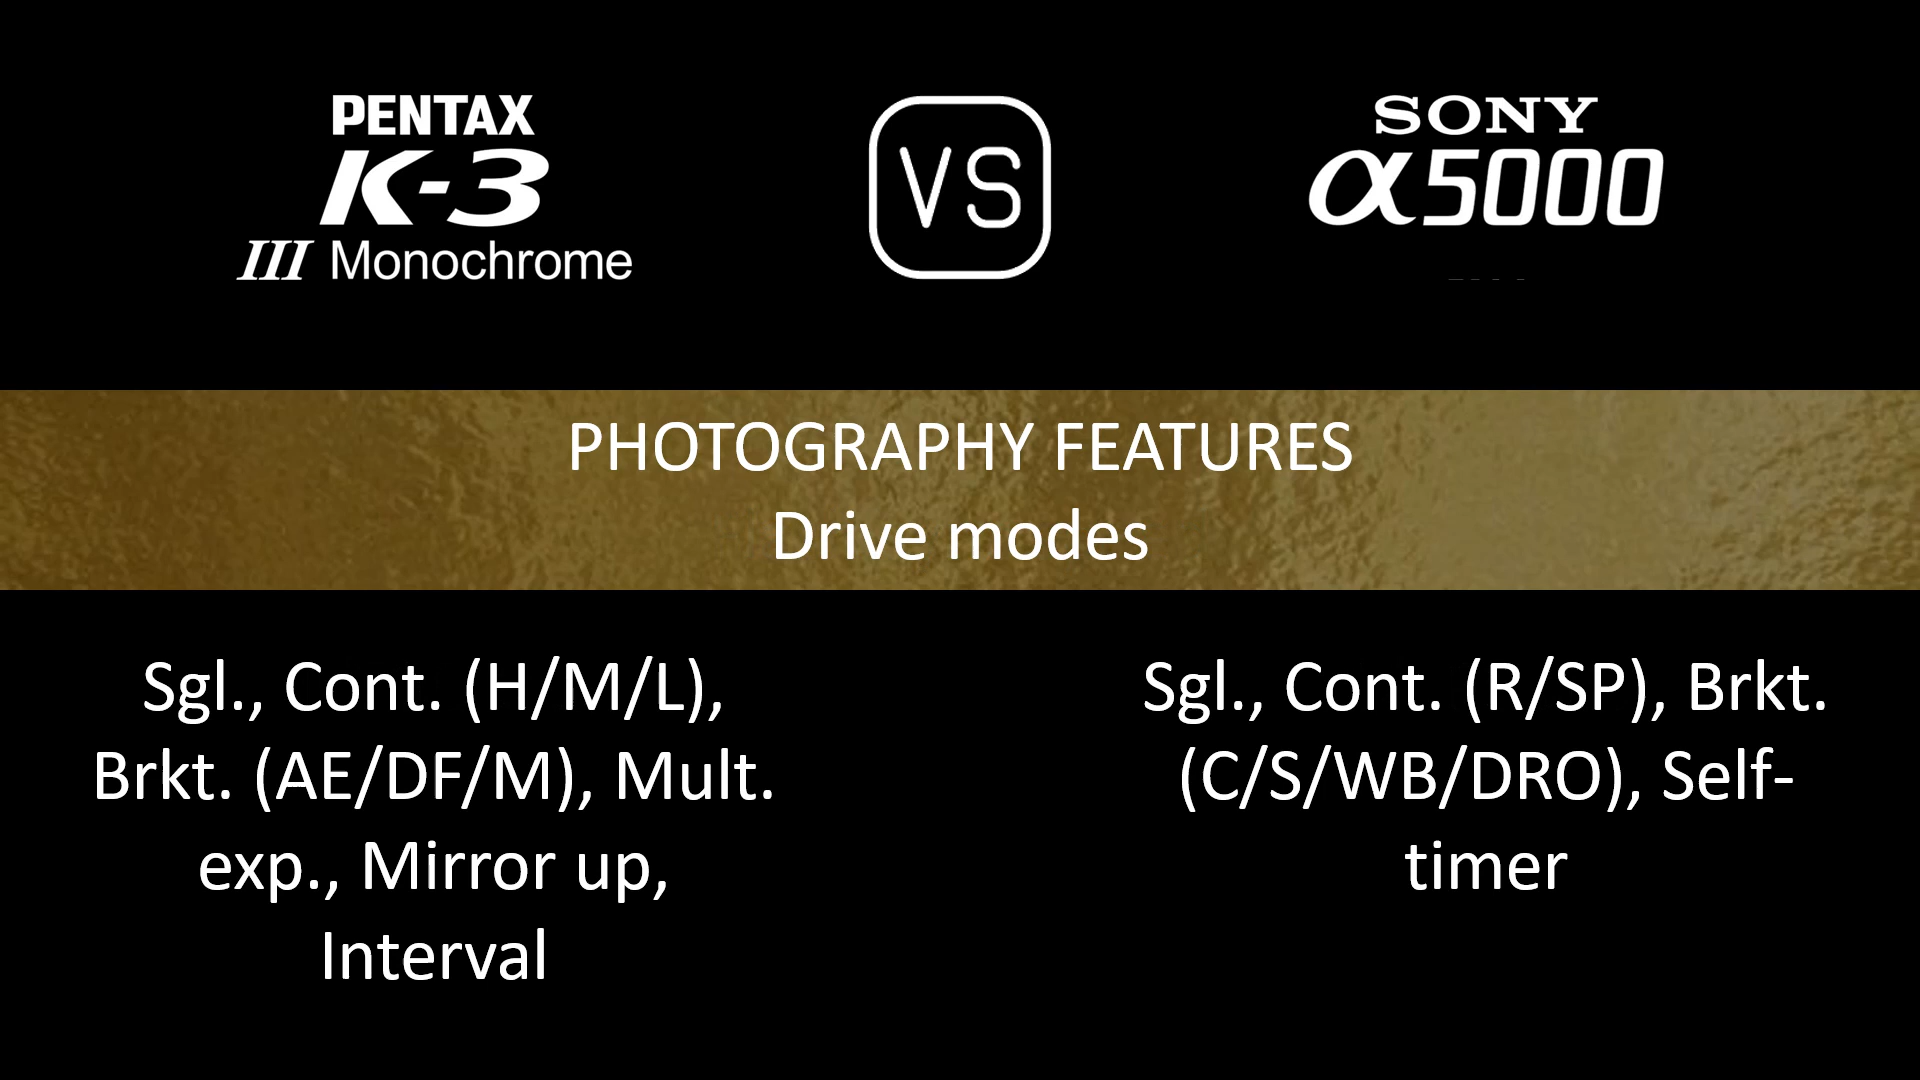 PENTAX
K-3
III Monochrome
VS
SONY
α5000
PHOTOGRAPHY FEATURES
Drive modes
Sgl., Cont. (H/M/L),
Brkt. (AE/DF/M), Mult.
exp., Mirror up,
Interval
Sgl., Cont. (R/SP), Brkt.
(C/S/WB/DRO), Self-
timer